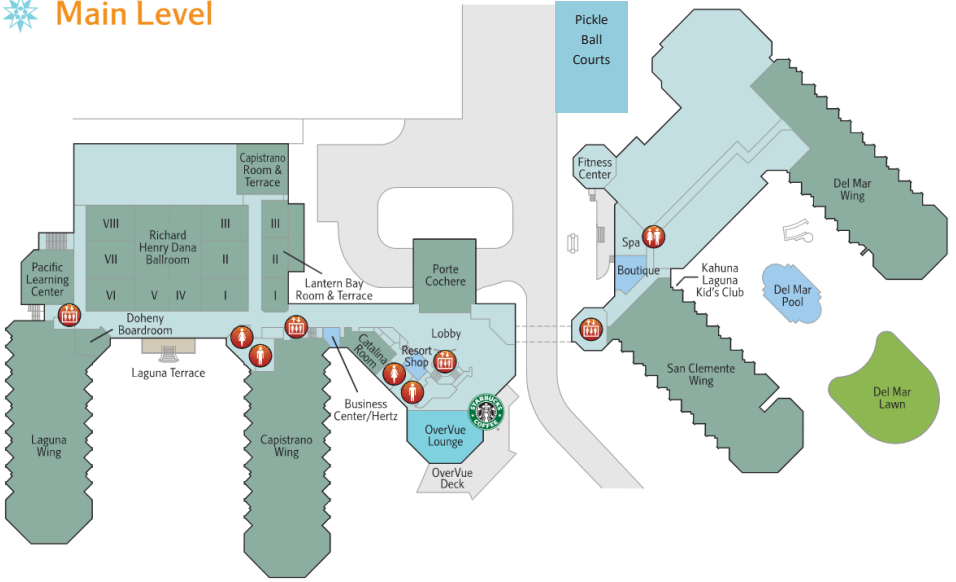 Main Level
Pickle
Ball
Courts
Capistrano
Room &
Terrace
Fitness
Center
Del Mar
Wing
VIII
III
III
Richard
Henry Dana
Ballroom
VII
II
II
VI
V
IV
I
I
Pacific
Learning
Center
Lantern Bay
Room & Terrace
Porte
Cochere
Spa
Boutique
Kahuna
Laguna
Kid's Club
Del Mar
Pool
Doheny
Boardroom
Laguna Terrace
Lobby
Catalina
Room
Resort
Shop
Business
Center/Hertz
San Clemente
Wing
Del Mar
Lawn
STARBUCKS
COFFEE
OverVue
Lounge
OverVue
Deck
Laguna
Wing
Capistrano
Wing